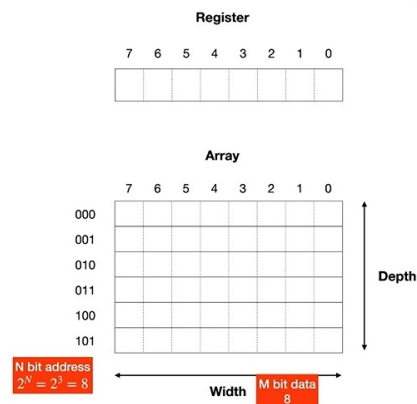 Register
7 6 5 4 3 2 1 0
Array
7 6 5 4 3 2 1 0
000
001
010
011
100
101
Depth
N bit address
2^N = 2^3 = 8
Width
M bit data
8